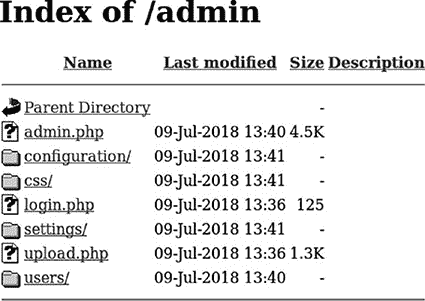 Index of /admin
Name Last modified Size Description
Parent Directory -
admin.php 09-Jul-2018 13:40 4.5K
configuration/ 09-Jul-2018 13:41 -
css/ 09-Jul-2018 13:41 -
login.php 09-Jul-2018 13:36 125
settings/ 09-Jul-2018 13:41 -
upload.php 09-Jul-2018 13:36 1.3K
users/ 09-Jul-2018 13:40 -